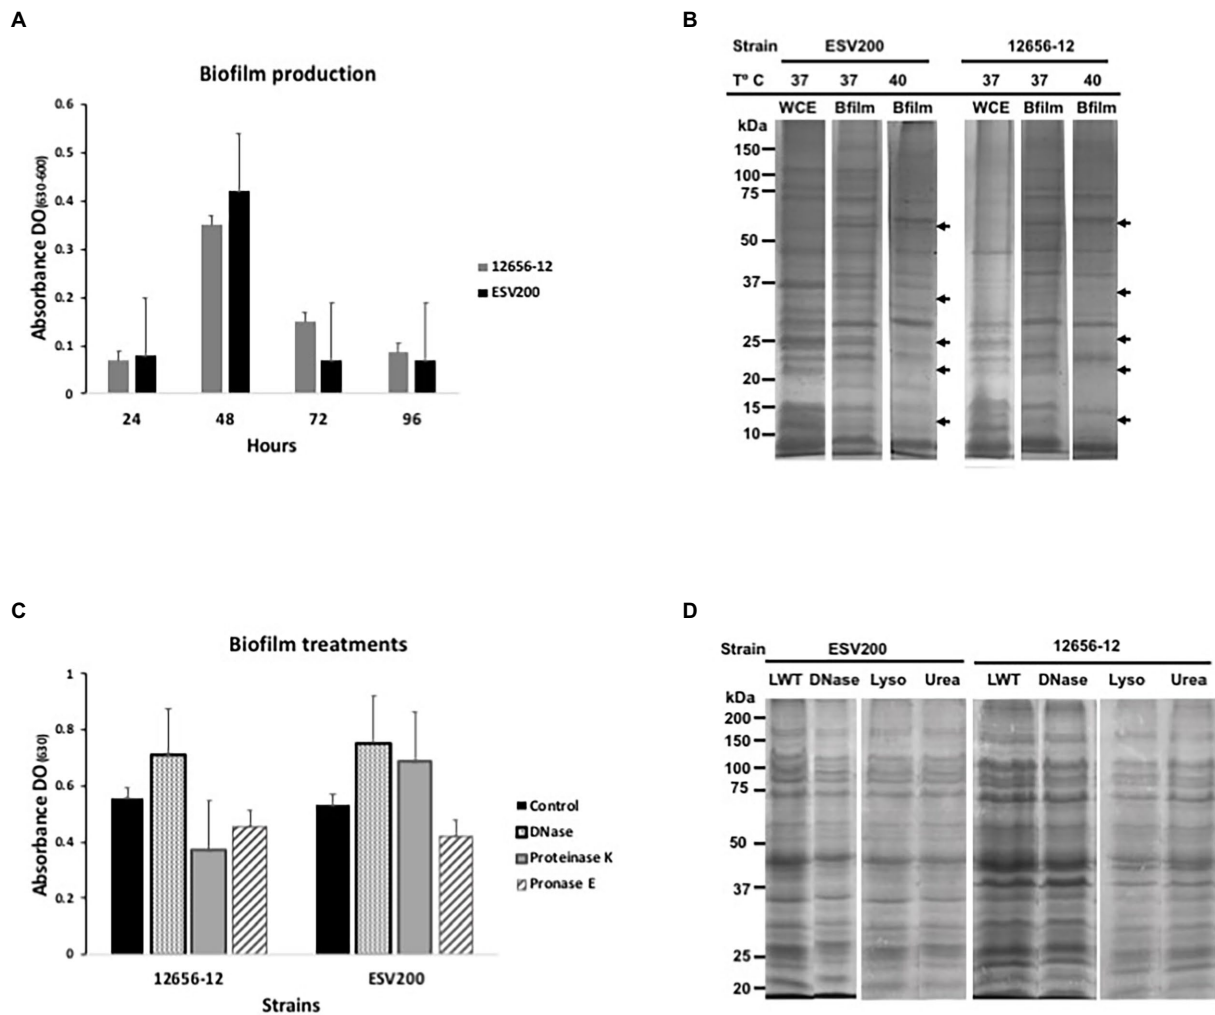 A
Biofilm production
Absorbance DO(630-600)
0.6
0.5
0.4
0.3
0.2
0.1
0
24 48 72 96
Hours
12656-12
ESV200
B
Strain ESV200 12656-12
Tº C 37 37 40 37 37 40
WCE Bfilm Bfilm WCE Bfilm Bfilm
kDa
150
100
75
50
37
25
20
15
10
C
Biofilm treatments
Absorbance DO(630)
1
0.8
0.6
0.4
0.2
0
12656-12 ESV200
Strains
Control
DNase
Proteinase K
Pronase E
D
Strain ESV200 12656-12
LWT DNase Lyso Urea LWT DNase Lyso Urea
kDa
200
150
100
75
50
37
25
20